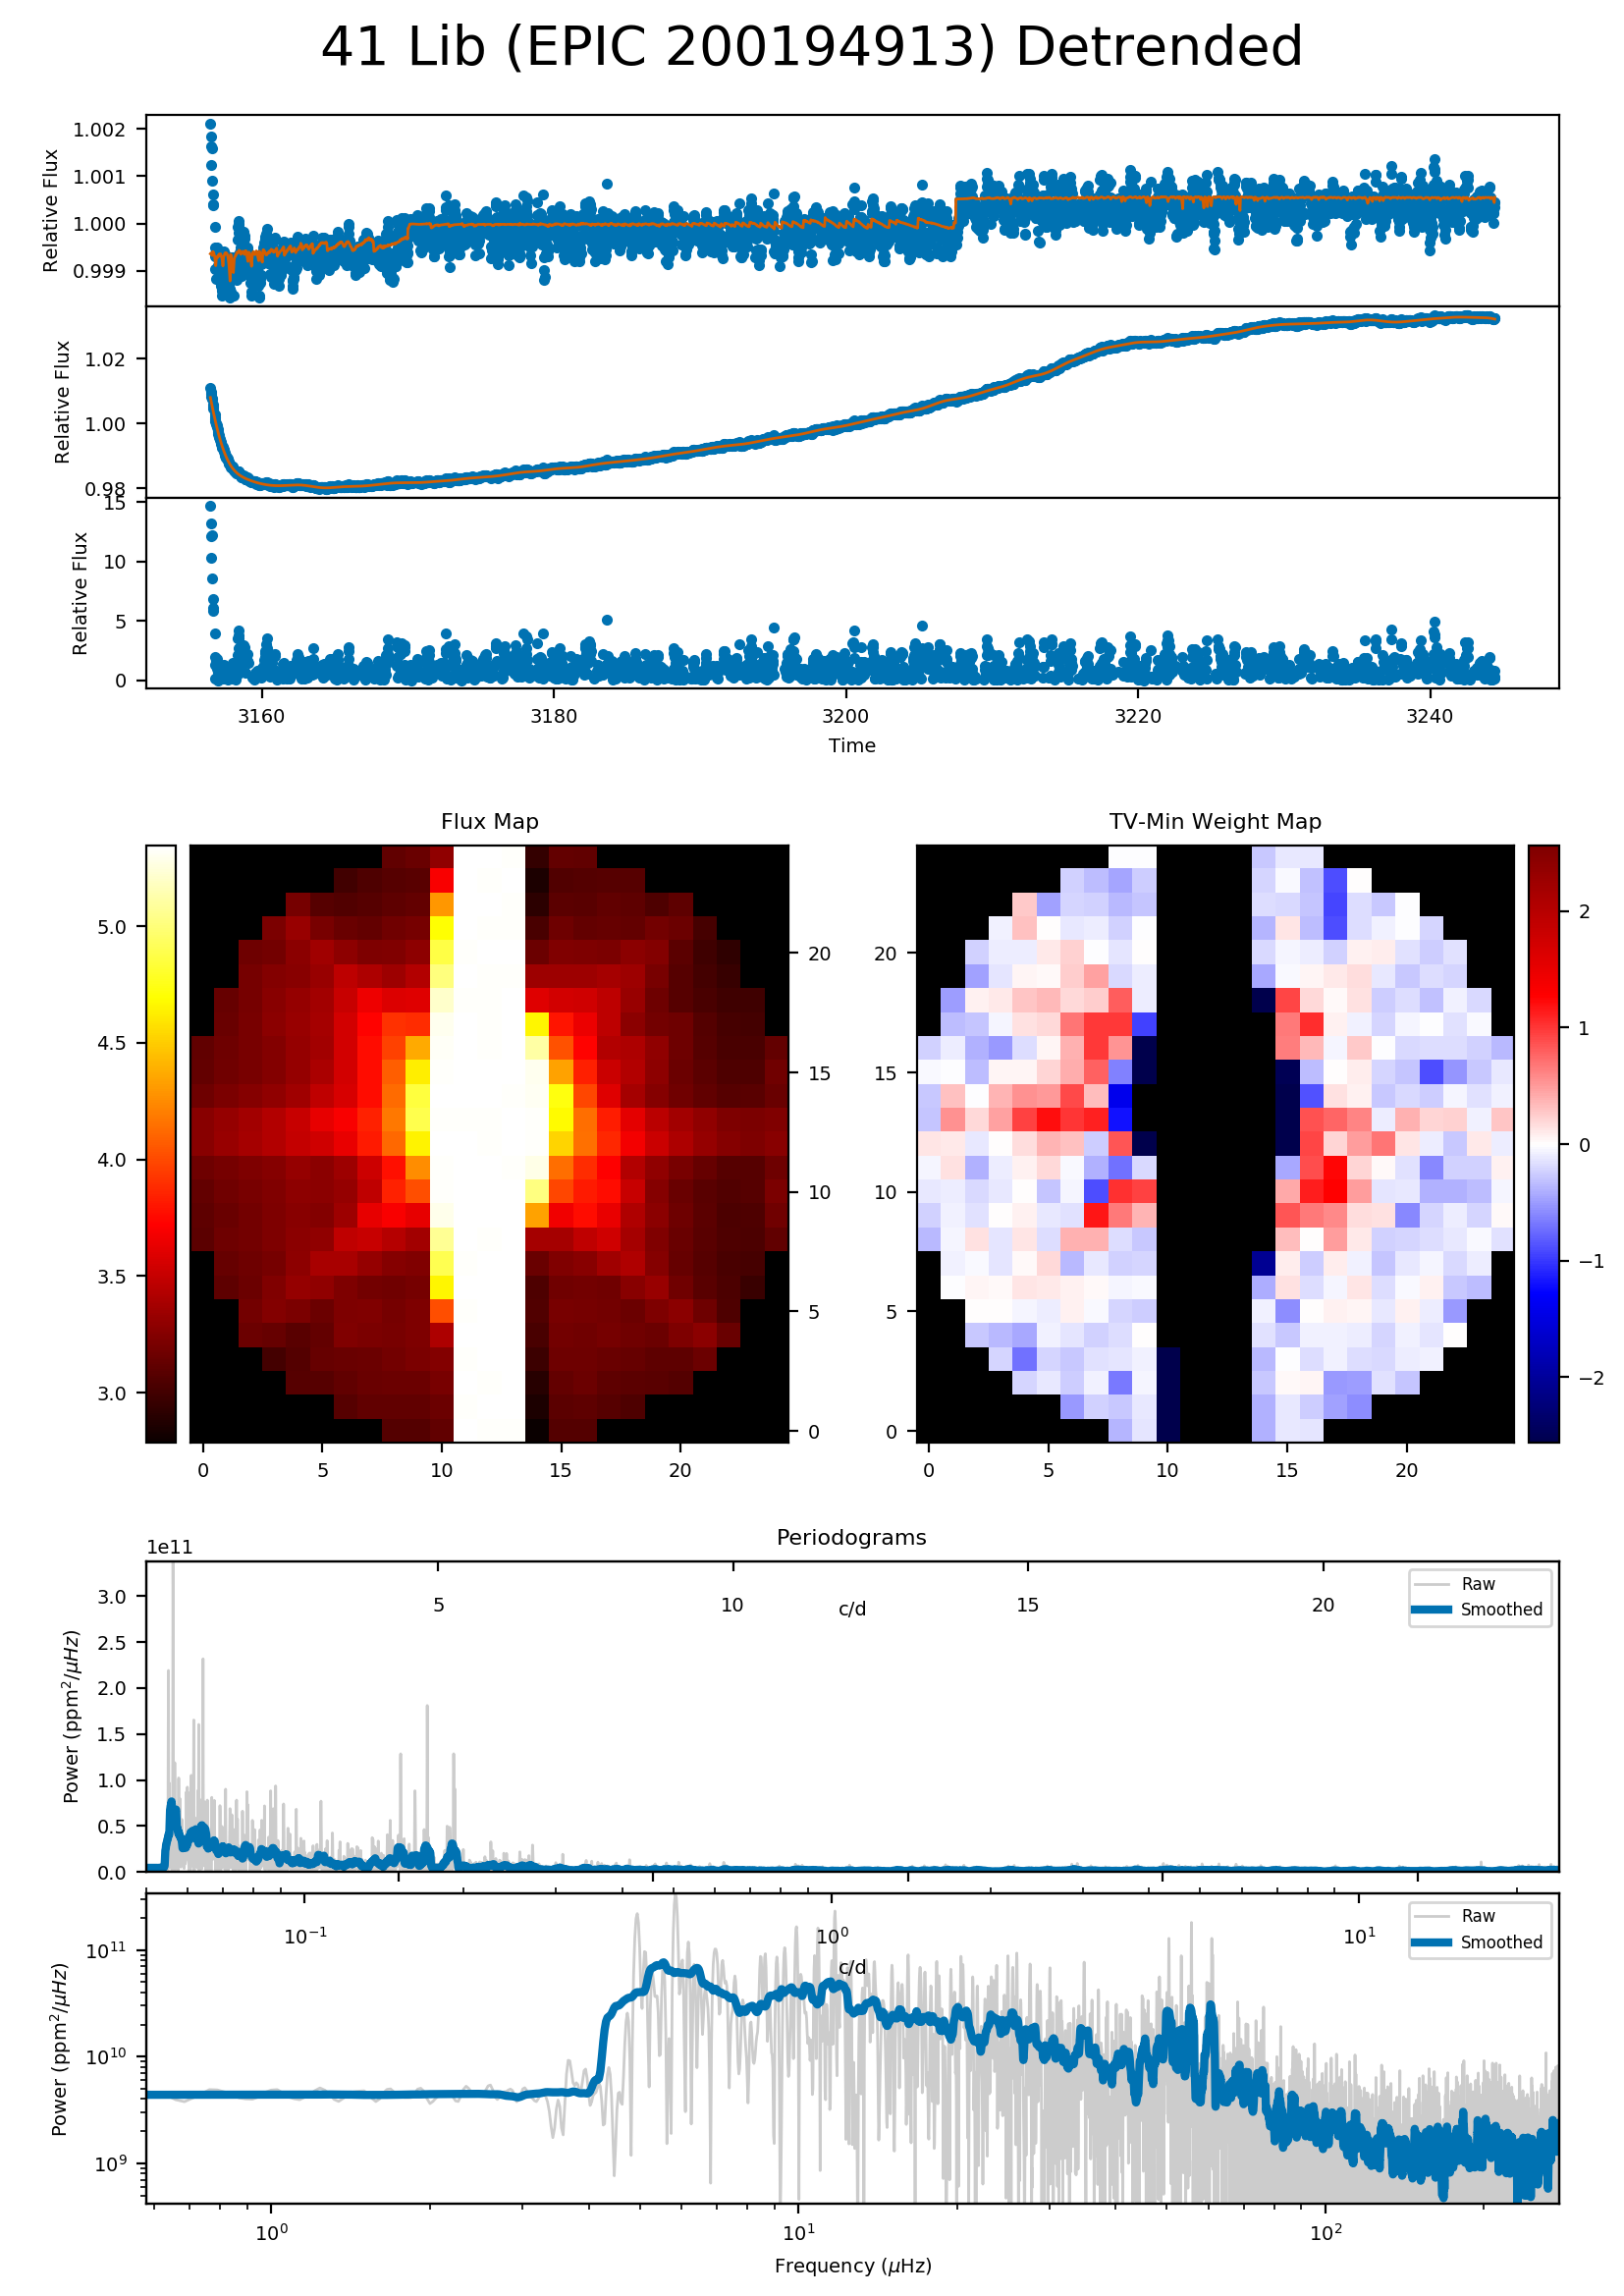 41 Lib (EPIC 200194913) Detrended
Relative Flux
1.002
1.001
1.000
0.999
Relative Flux
1.02
1.00
0.98
Relative Flux
15
10
5
0
3160 3180 3200 3220 3240
Time
Flux Map
5.0
4.5
4.0
3.5
3.0
20
15
10
5
0
0 5 10 15 20
TV-Min Weight Map
20
15
10
5
0
0 5 10 15 20
2
1
0
−1
−2
Periodograms
1e11
Power (ppm²/μHz)
3.0
2.5
2.0
1.5
1.0
0.5
0.0
5 10 15 20
c/d
Raw
Smoothed
Power (ppm²/μHz)
10¹¹
10¹⁰
10⁹
10⁻¹ 10⁰ 10¹
c/d
Raw
Smoothed
10⁰ 10¹ 10²
Frequency (μHz)